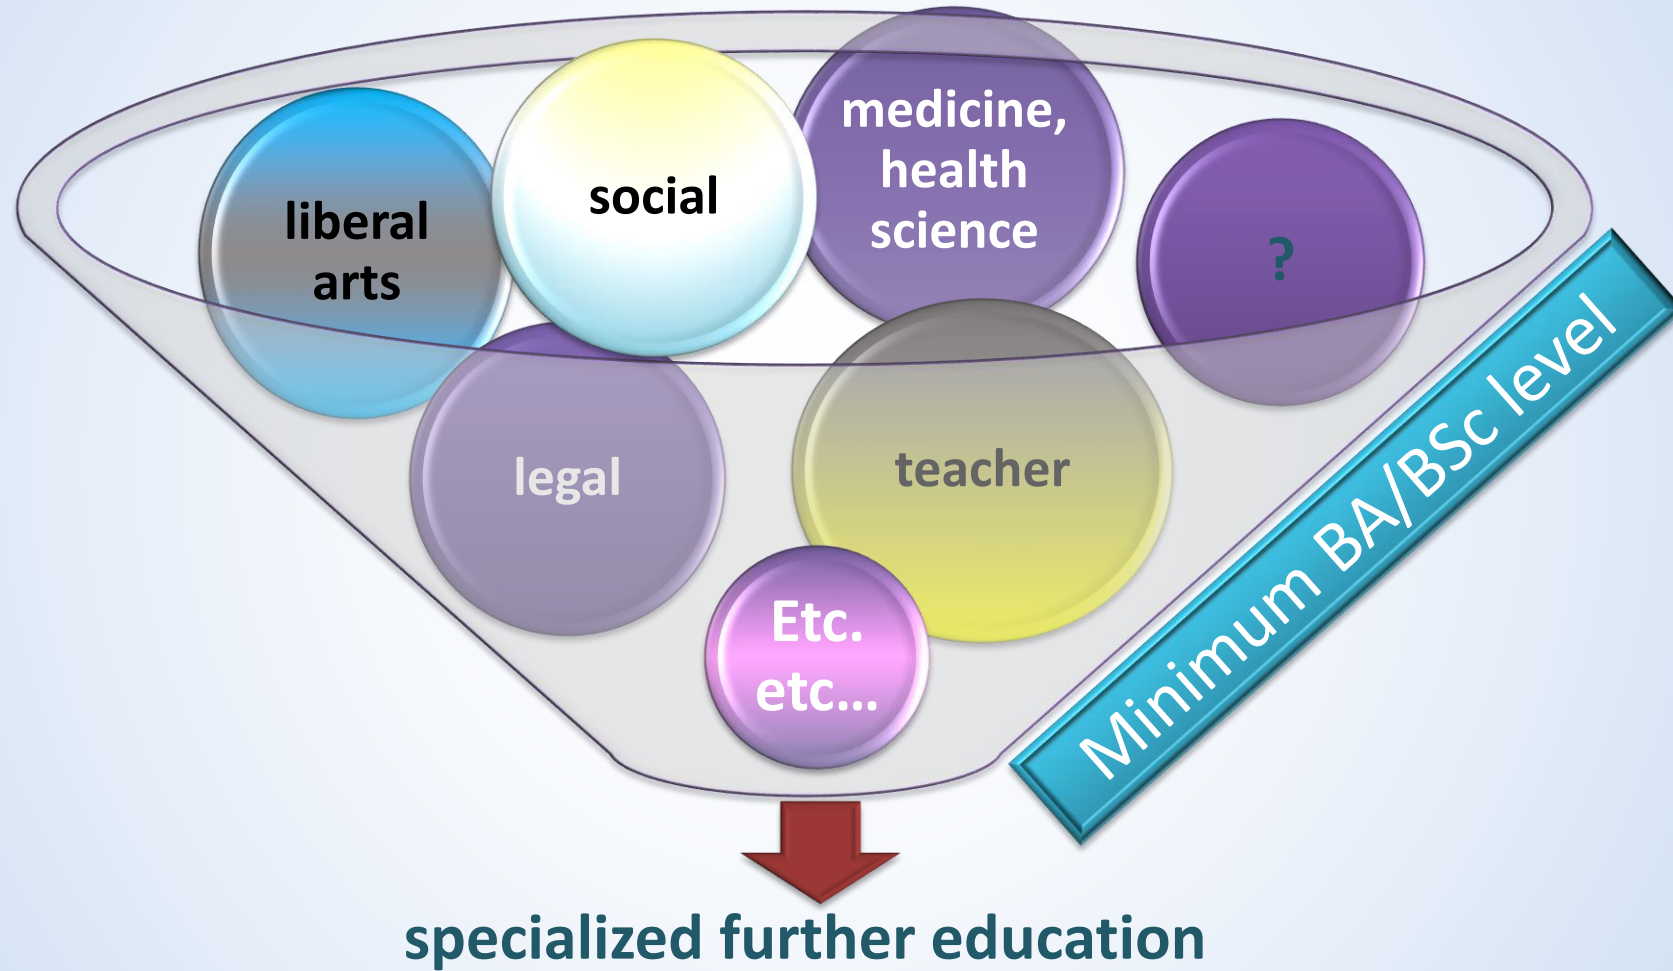 liberal
arts
social
medicine,
health
science
?
legal
teacher
Etc.
etc...
Minimum BA/BSc level
specialized further education